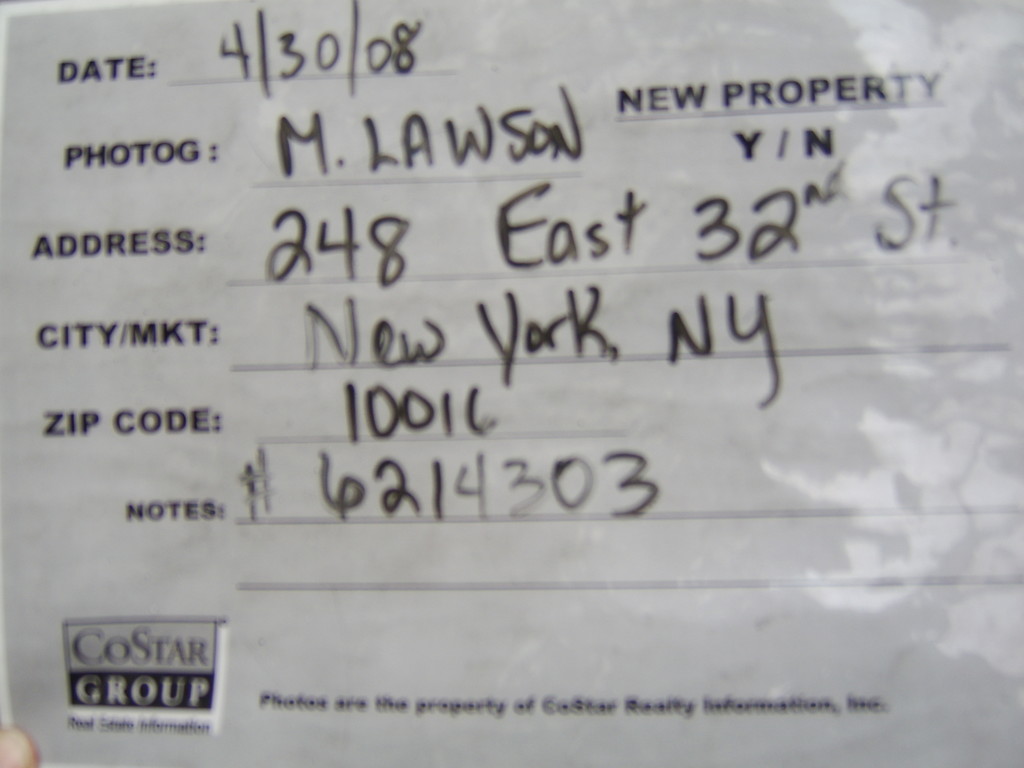 DATE: 4/30/08
PHOTOG: M. LAWSON
NEW PROPERTY
Y / N
ADDRESS: 248 East 32nd St.
CITY/MKT: New York, NY
ZIP CODE: 10016
NOTES: # 6214303
COSTAR
GROUP
Real Estate Information
Photos are the property of CoStar Realty Information, Inc.